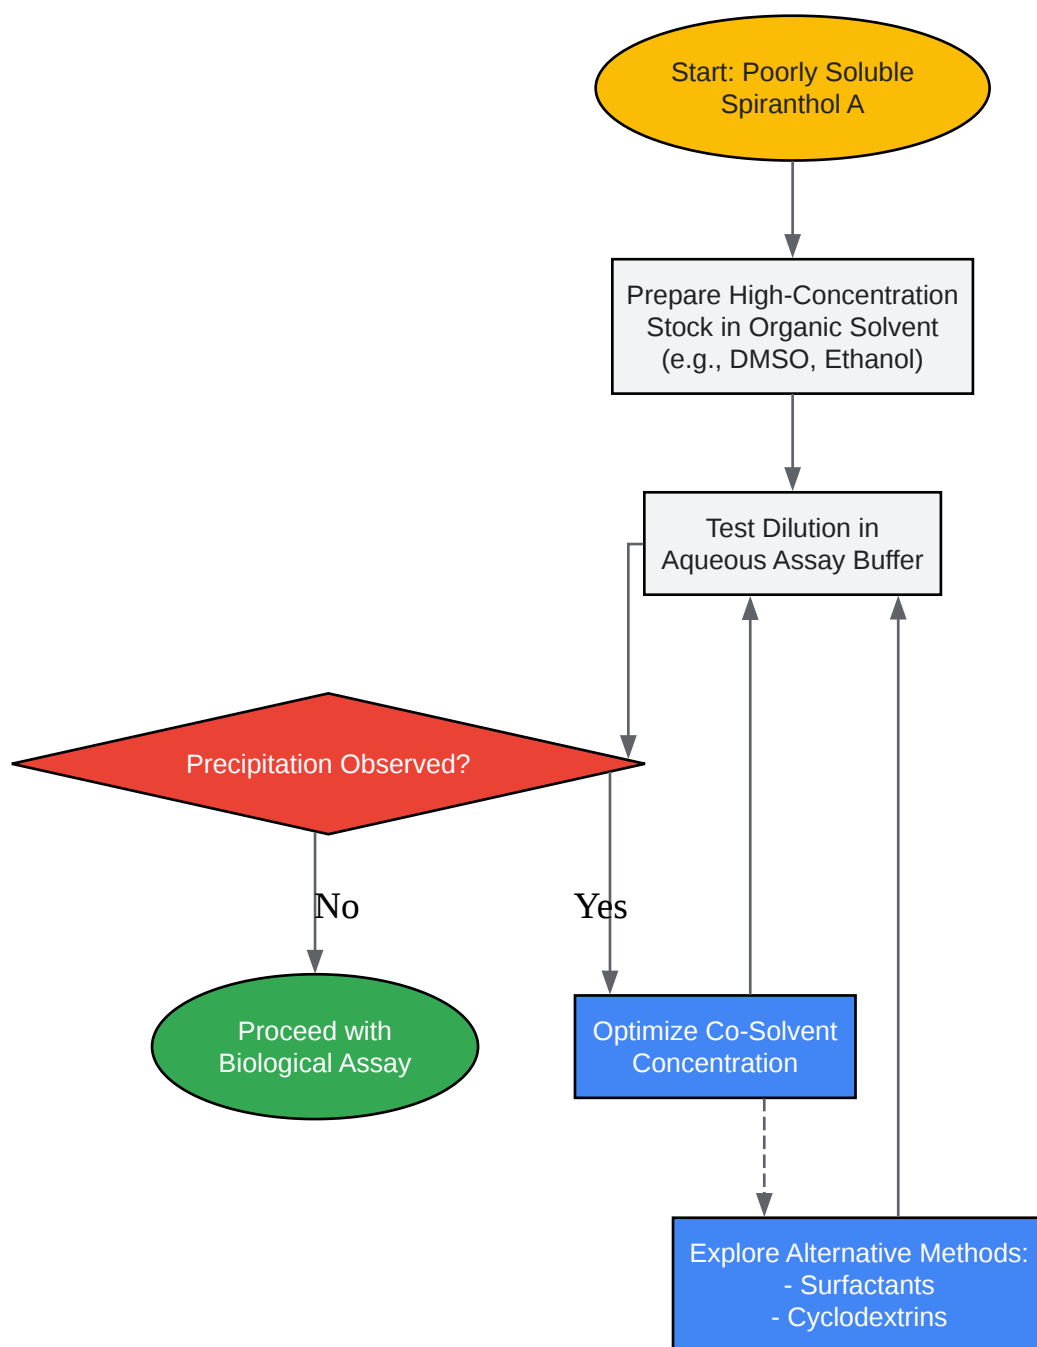 Start: Poorly Soluble
Spiranthol A
Prepare High-Concentration
Stock in Organic Solvent
(e.g., DMSO, Ethanol)
Test Dilution in
Aqueous Assay Buffer
Precipitation Observed?
No
Yes
Proceed with
Biological Assay
Optimize Co-Solvent
Concentration
Explore Alternative Methods:
- Surfactants
- Cyclodextrins